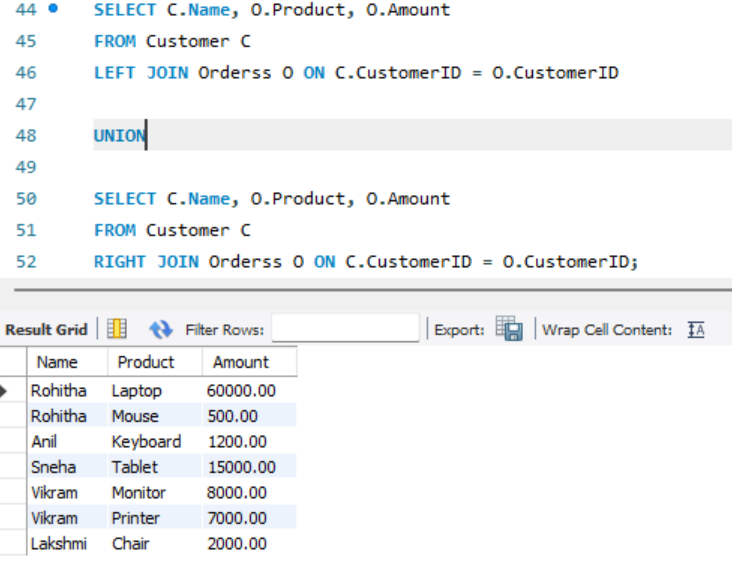 44 SELECT C.Name, O.Product, O.Amount
45 FROM Customer C
46 LEFT JOIN Orderss O ON C.CustomerID = O.CustomerID
47
48 UNION
49
50 SELECT C.Name, O.Product, O.Amount
51 FROM Customer C
52 RIGHT JOIN Orderss O ON C.CustomerID = O.CustomerID;
Result Grid Filter Rows: Export: Wrap Cell Content: IA
Name Product Amount
Rohitha Laptop 60000.00
Rohitha Mouse 500.00
Anil Keyboard 1200.00
Sneha Tablet 15000.00
Vikram Monitor 8000.00
Vikram Printer 7000.00
Lakshmi Chair 2000.00